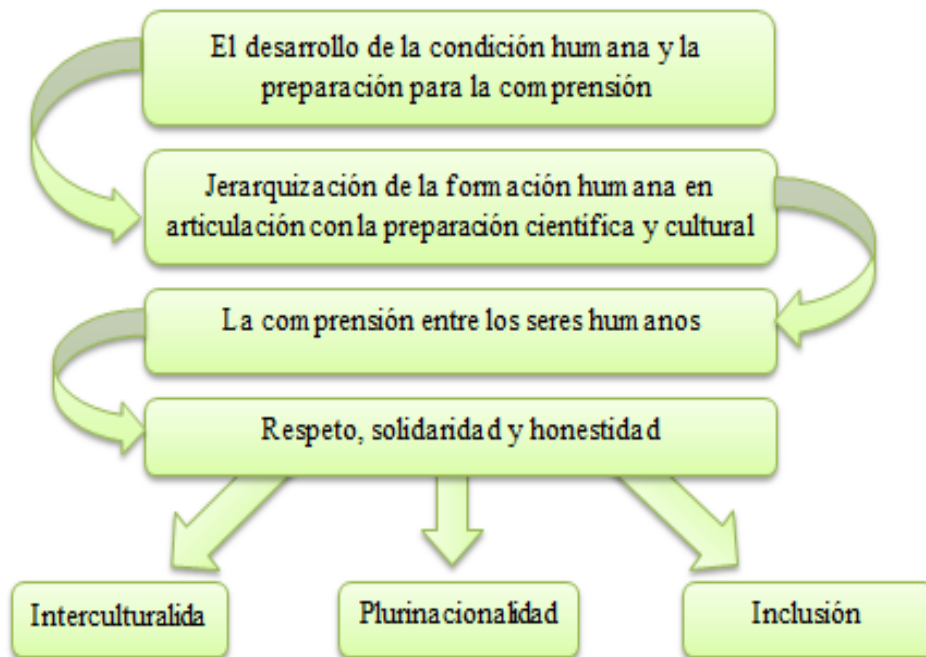 El desarrollo de la condición humana y la
preparación para la comprensión
Jerarquización de la formación humana en
articulación con la preparación científica y cultural
La comprensión entre los seres humanos
Respeto, solidaridad y honestidad
Interculturalida
Plurinacionalidad
Inclusión